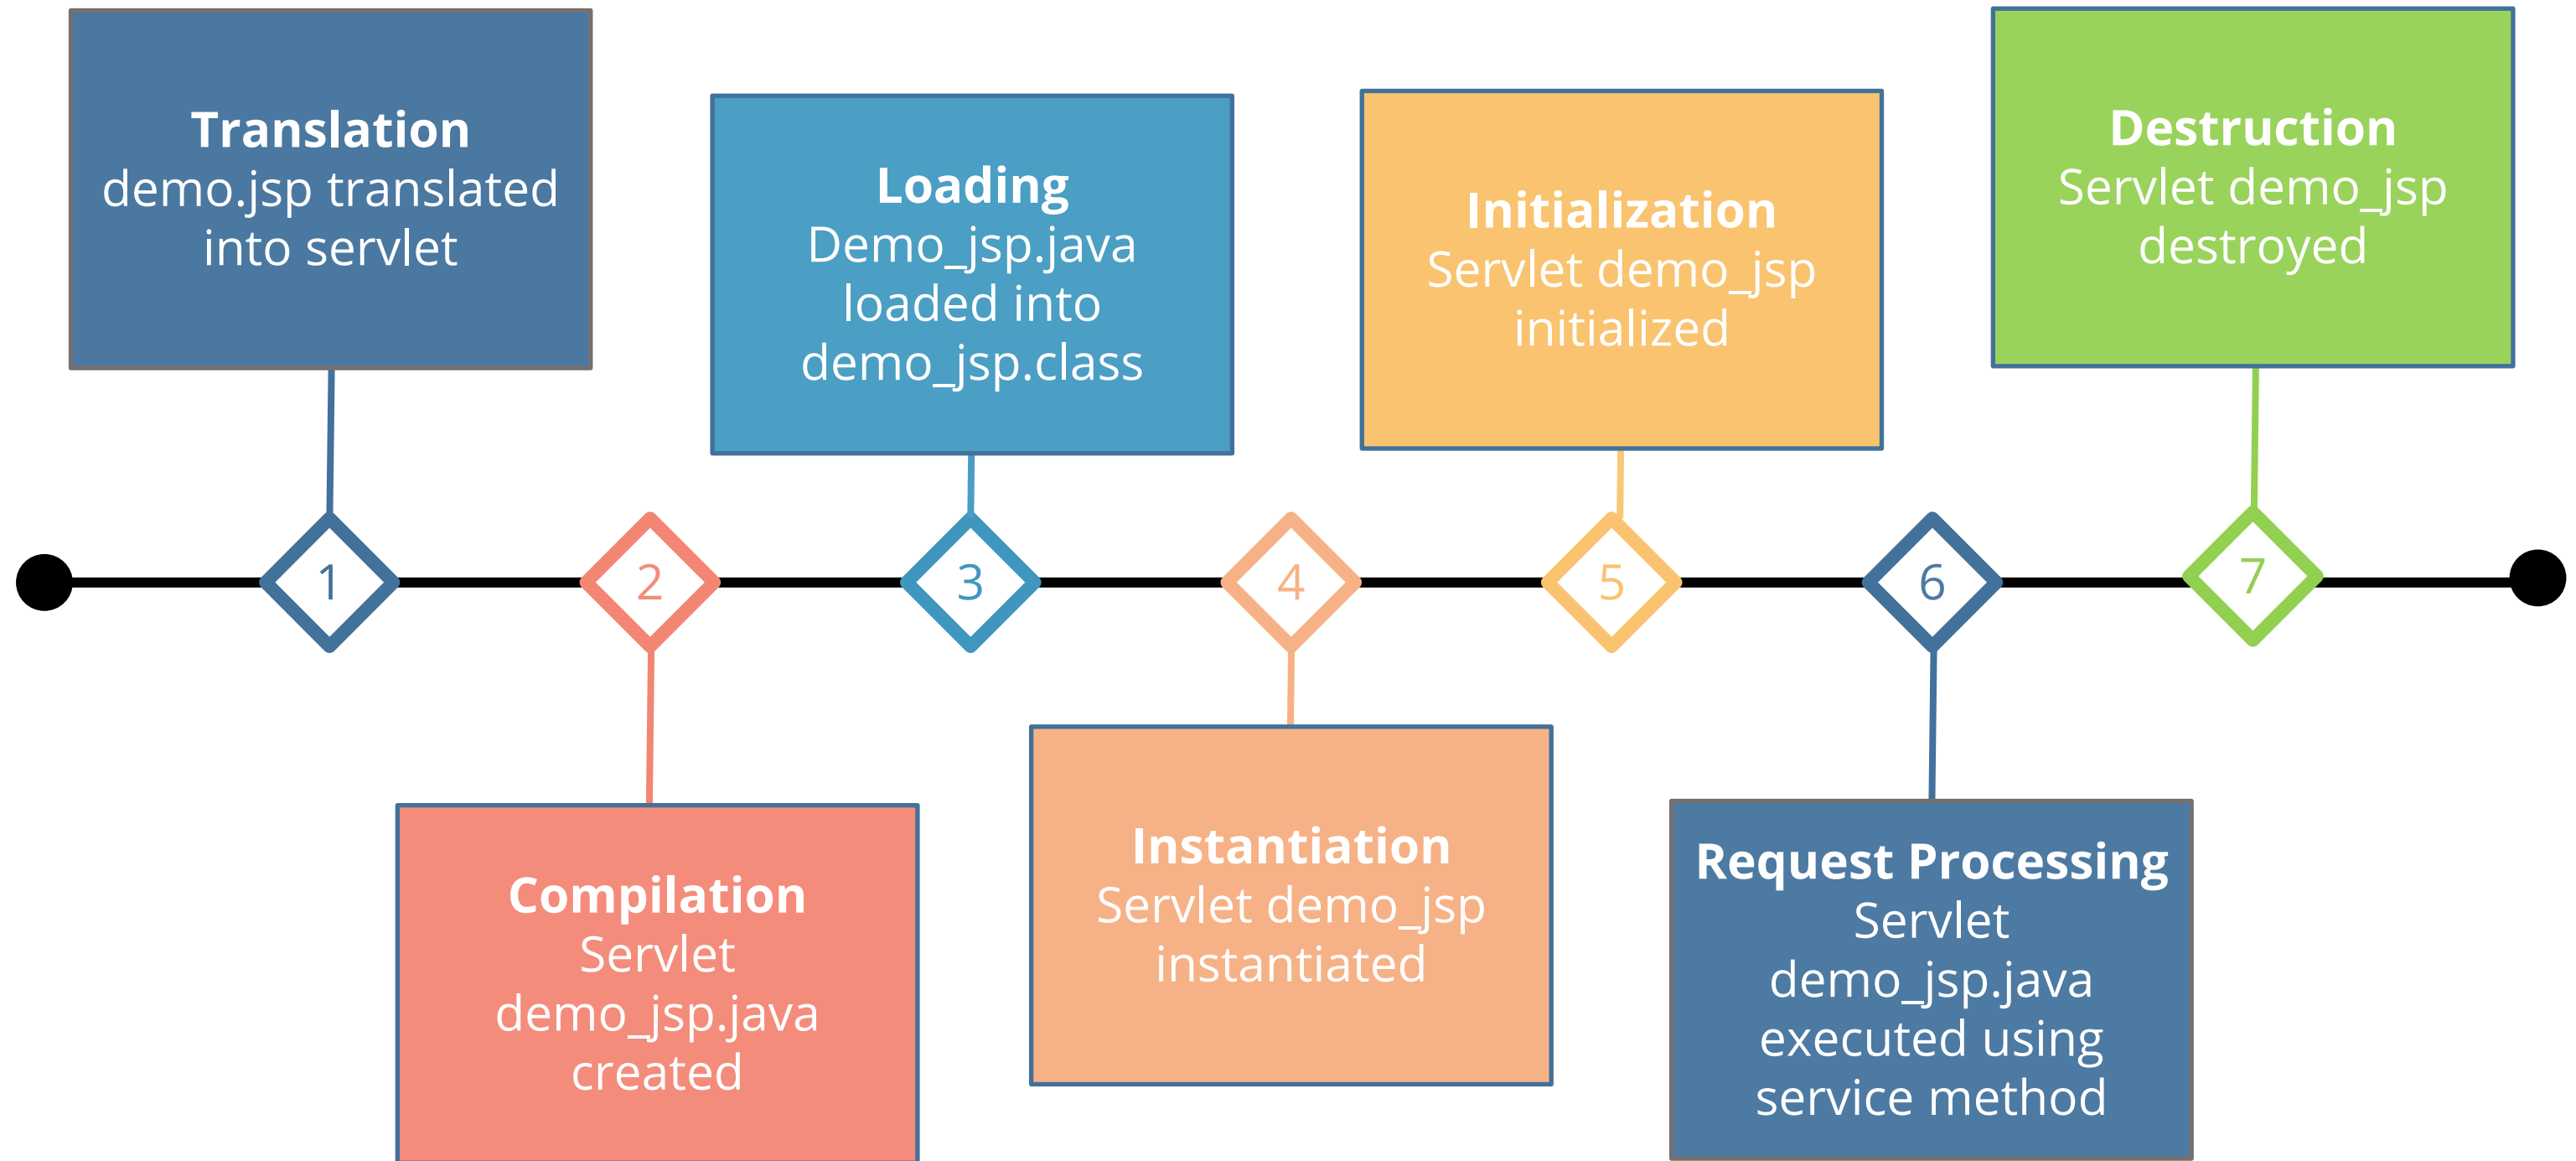 Translation
demo.jsp translated
into servlet
Loading
Demo_jsp.java
loaded into
demo_jsp.class
Initialization
Servlet demo_jsp
initialized
Destruction
Servlet demo_jsp
destroyed
1
2
3
4
5
6
7
Compilation
Servlet
demo_jsp.java
created
Instantiation
Servlet demo_jsp
instantiated
Request Processing
Servlet
demo_jsp.java
executed using
service method